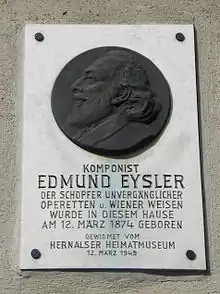 KOMPONIST
EDMUND EYSLER
DER SCHÖPFER UNVERGÄNGLICHER
OPERETTEN U. WIENER WEISEN
WURDE IN DIESEM HAUSE
AM 12. MÄRZ 1874 GEBOREN
GEWIDMET VOM
HERNALSER HEIMATMUSEUM
12. MÄRZ 1949